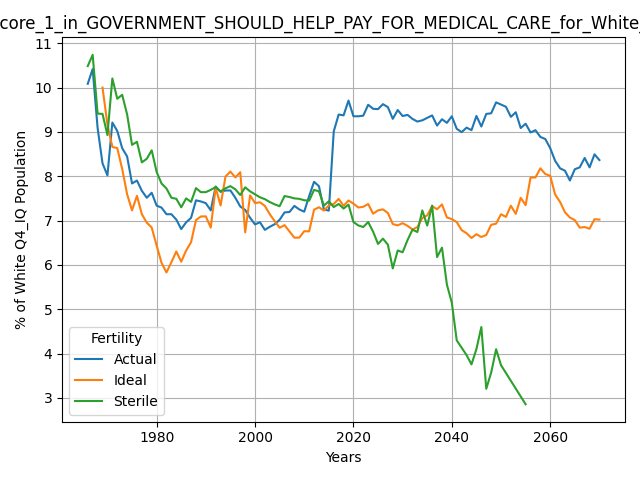 core_1_in_GOVERNMENT_SHOULD_HELP_PAY_FOR_MEDICAL_CARE_for_White_
11
10
9
8
7
6
5
4
3
% of White Q4_IQ Population
Fertility
Actual
Ideal
Sterile
1980 2000 2020 2040 2060
Years